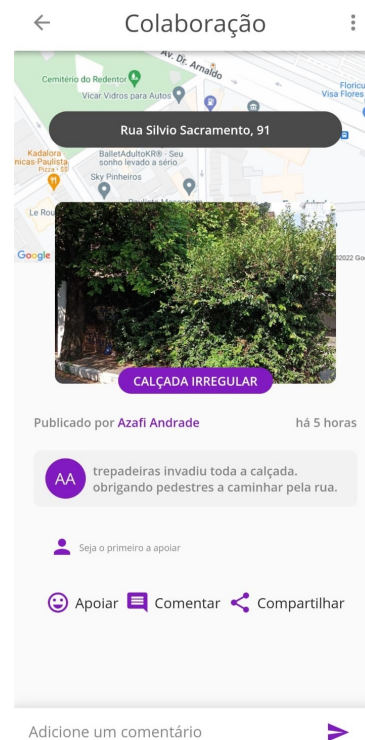 Colaboração
Av. Dr. Arnaldo
Cemitério do Redentor
Vicar Vidros para Autos
Floricu
Visa Flores
Rua Silvio Sacramento, 91
Kadalora
nicas Paulista
Pizza • $$
BalletAdultoKR® - Seu
sonho levado a sério
Sky Pinheiros
Le Rou
Google
2022 Goo
CALÇADA IRREGULAR
Publicado por Azafi Andrade
há 5 horas
AA
trepadeiras invadiu toda a calçada.
obrigando pedestres a caminhar pela rua.
Seja o primeiro a apoiar
Apoiar Comentar Compartilhar
Adicione um comentário